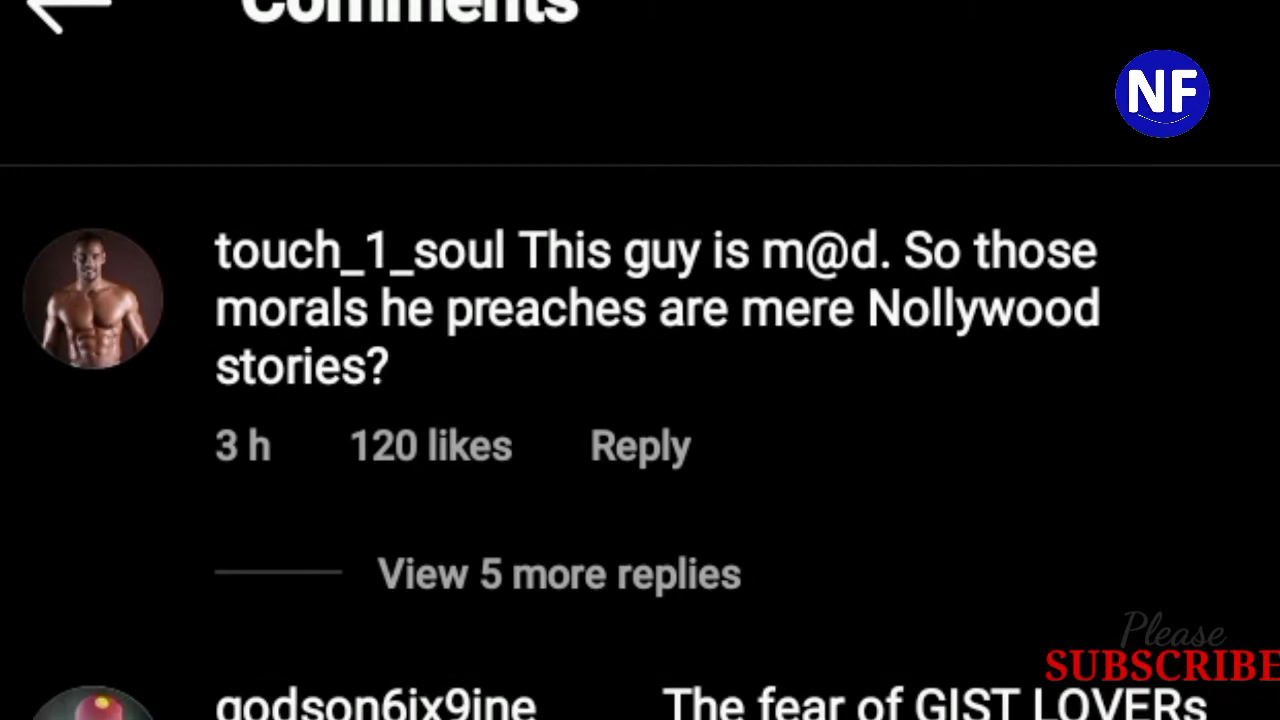 Comments
NF
touch_1_soul This guy is m@d. So those
morals he preaches are mere Nollywood
stories?
3 h 120 likes Reply
View 5 more replies
Please
SUBSCRIBE
godson6ix9ine The fear of GIST LOVERs